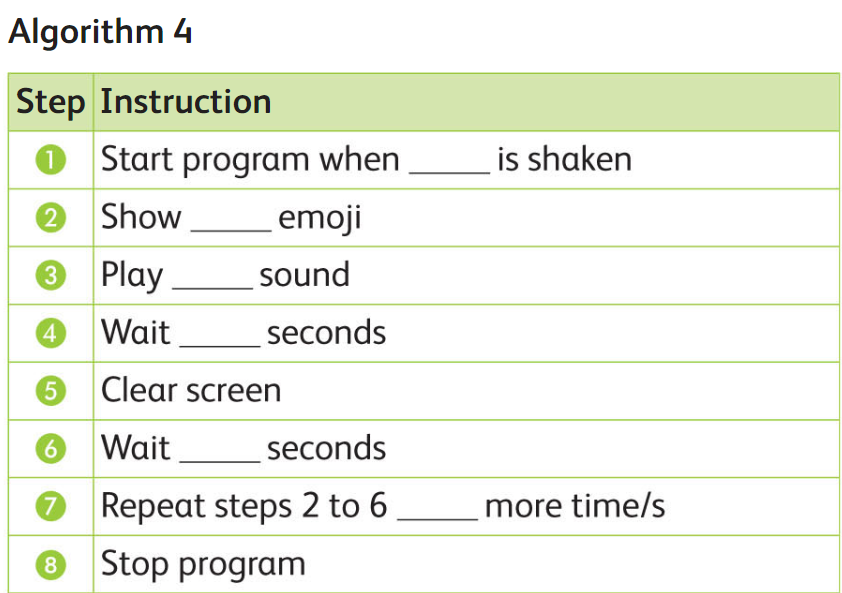 Algorithm 4
Step Instruction
1 Start program when _____ is shaken
2 Show _____ emoji
3 Play _____ sound
4 Wait _____ seconds
5 Clear screen
6 Wait _____ seconds
7 Repeat steps 2 to 6 _____ more time/s
8 Stop program